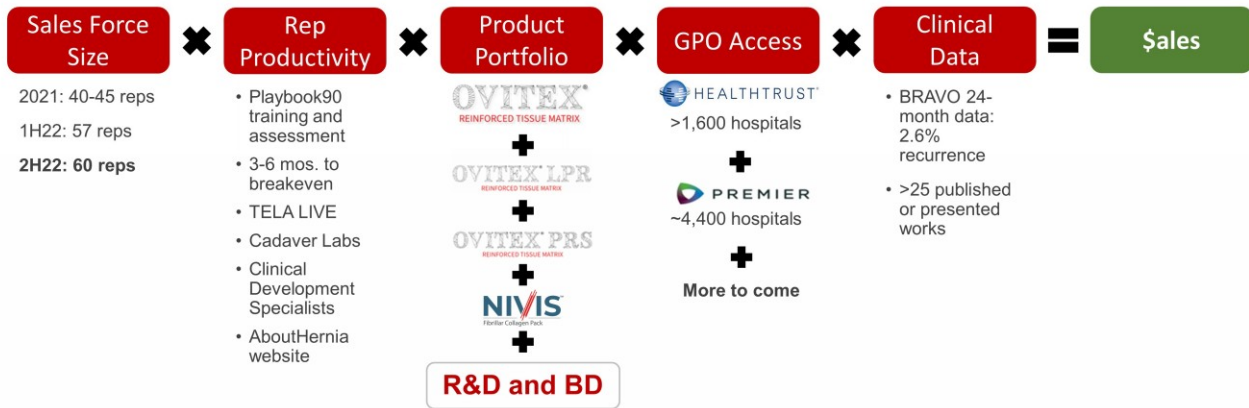 Sales Force
Size
2021: 40-45 reps
1H22: 57 reps
2H22: 60 reps
Rep
Productivity
• Playbook90
training and
assessment
• 3-6 mos. to
breakeven
• TELA LIVE
• Cadaver Labs
• Clinical
Development
Specialists
• AboutHernia
website
Product
Portfolio
OVITEX®
REINFORCED TISSUE MATRIX
OVITEX® LPR
REINFORCED TISSUE MATRIX
OVITEX® PRS
REINFORCED TISSUE MATRIX
NIVIS™
Fibrillar Collagen Pack
R&D and BD
GPO Access
HEALTHTRUST®
>1,600 hospitals
PREMIER
~4,400 hospitals
More to come
Clinical
Data
• BRAVO 24-
month data:
2.6%
recurrence
• >25 published
or presented
works
$ales